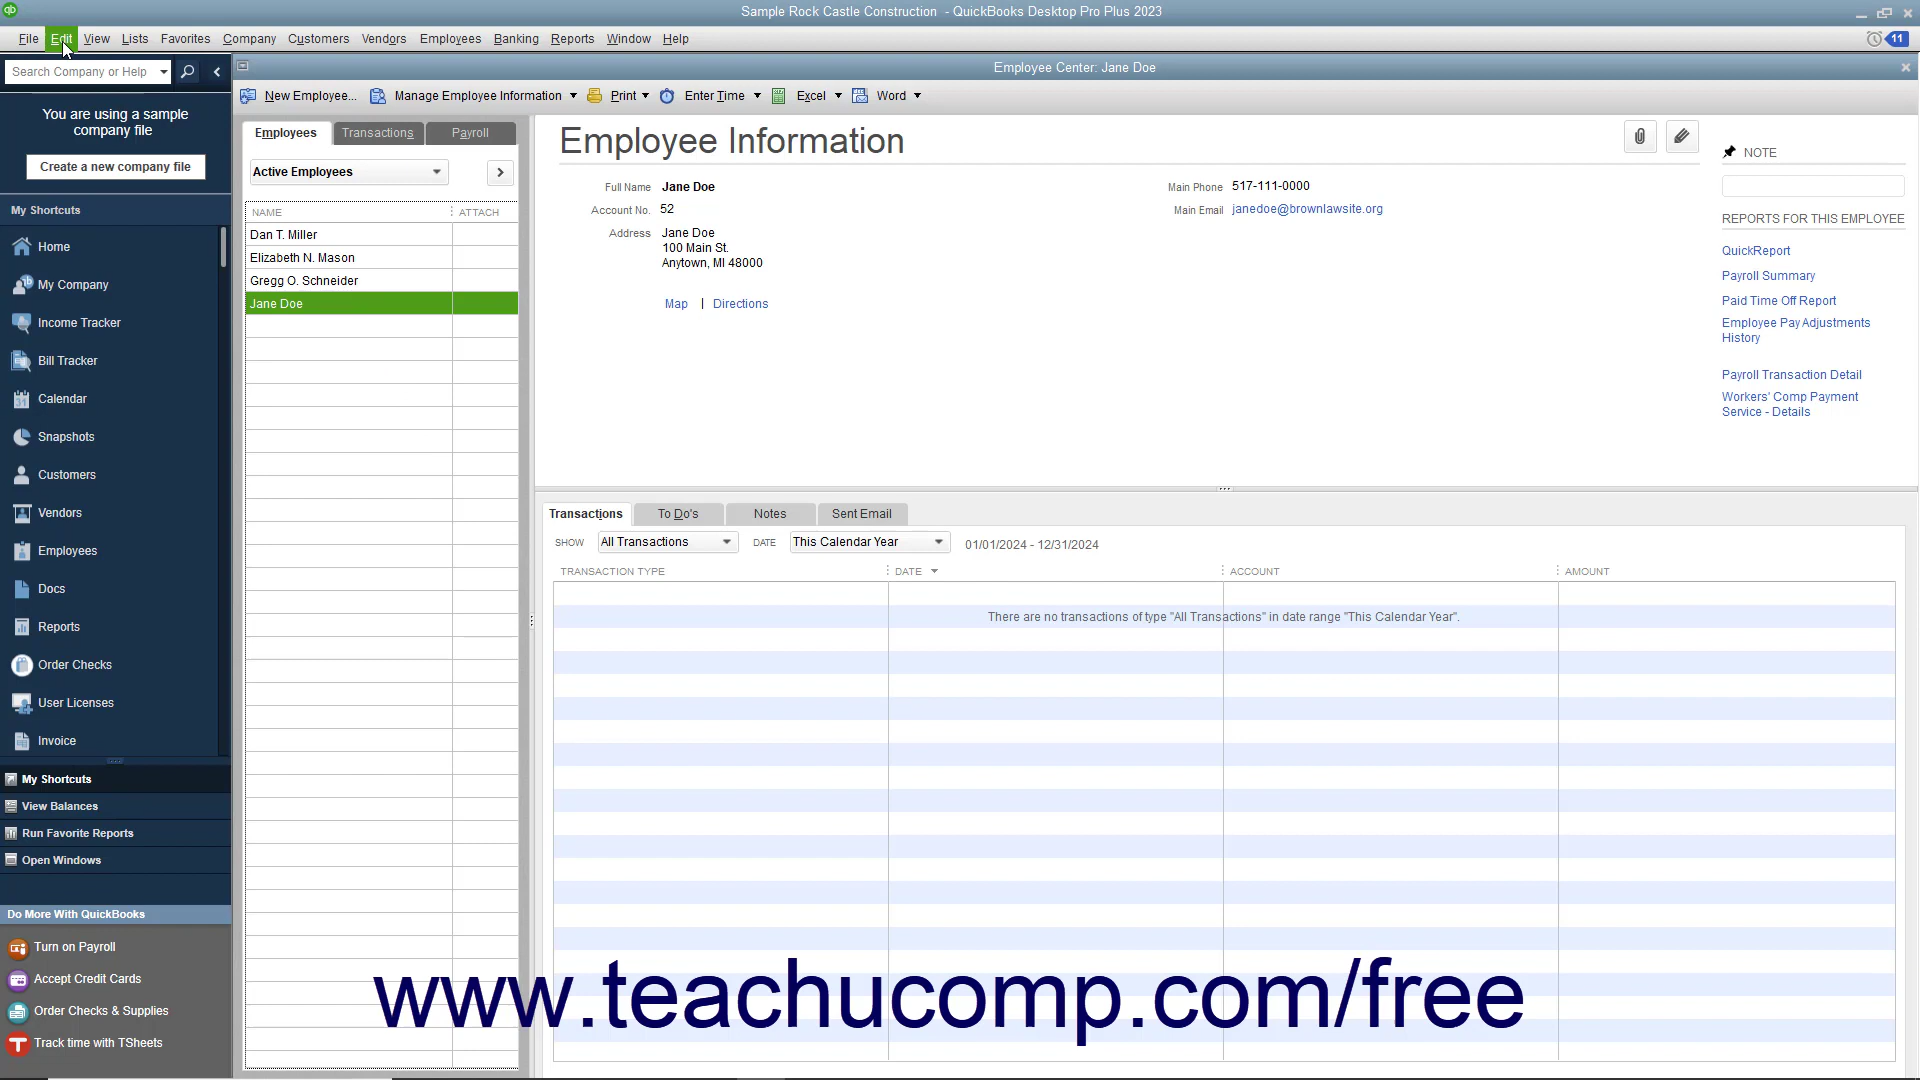 Sample Rock Castle Construction - QuickBooks Desktop Pro Plus 2023
File Edit View Lists Favorites Company Customers Vendors Employees Banking Reports Window Help
11
Search Company or Help
Employee Center: Jane Doe
New Employee... Manage Employee Information Print Enter Time Excel Word
You are using a sample
company file
Create a new company file
My Shortcuts
Home
My Company
Income Tracker
Bill Tracker
Calendar
Snapshots
Customers
Vendors
Employees
Docs
Reports
Order Checks
User Licenses
Invoice
My Shortcuts
View Balances
Run Favorite Reports
Open Windows
Do More With QuickBooks
Turn on Payroll
Accept Credit Cards
Order Checks & Supplies
Track time with TSheets
Employees Transactions Payroll
Active Employees
NAME ATTACH
Dan T. Miller
Elizabeth N. Mason
Gregg O. Schneider
Jane Doe
Employee Information
Full Name Jane Doe
Account No. 52
Address Jane Doe
100 Main St.
Anytown, MI 48000
Map | Directions
Main Phone 517-111-0000
Main Email janedoe@brownlawsite.org
NOTE
REPORTS FOR THIS EMPLOYEE
QuickReport
Payroll Summary
Paid Time Off Report
Employee Pay Adjustments
History
Payroll Transaction Detail
Workers' Comp Payment
Service - Details
Transactions To Do's Notes Sent Email
SHOW All Transactions DATE This Calendar Year 01/01/2024 - 12/31/2024
TRANSACTION TYPE DATE ACCOUNT AMOUNT
There are no transactions of type "All Transactions" in date range "This Calendar Year".
www.teachucomp.com/free